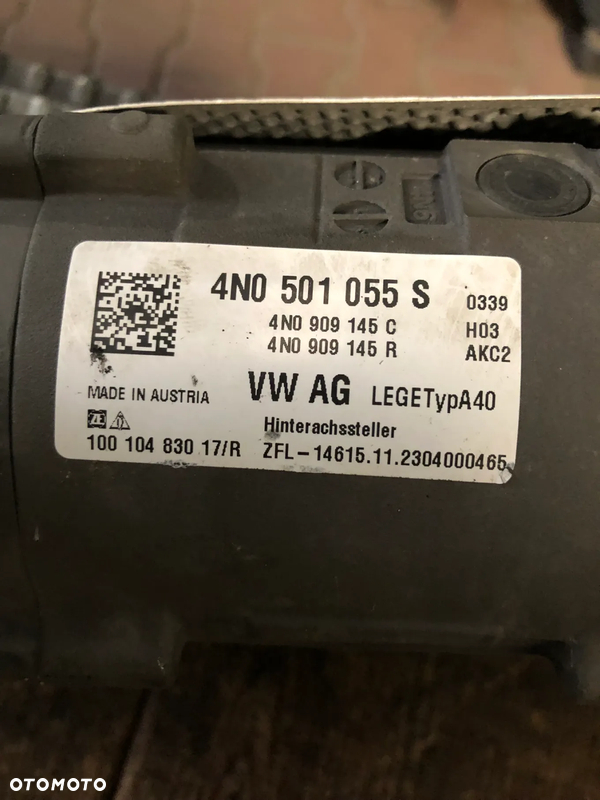 4N0 501 055 S 0339
4N0 909 145 C H03
4N0 909 145 R AKC2
MADE IN AUSTRIA VW AG LEGETypA40
ZF Hinterachssteller
100 104 830 17/R ZFL-14615.11.2304000465
OTOMOTO